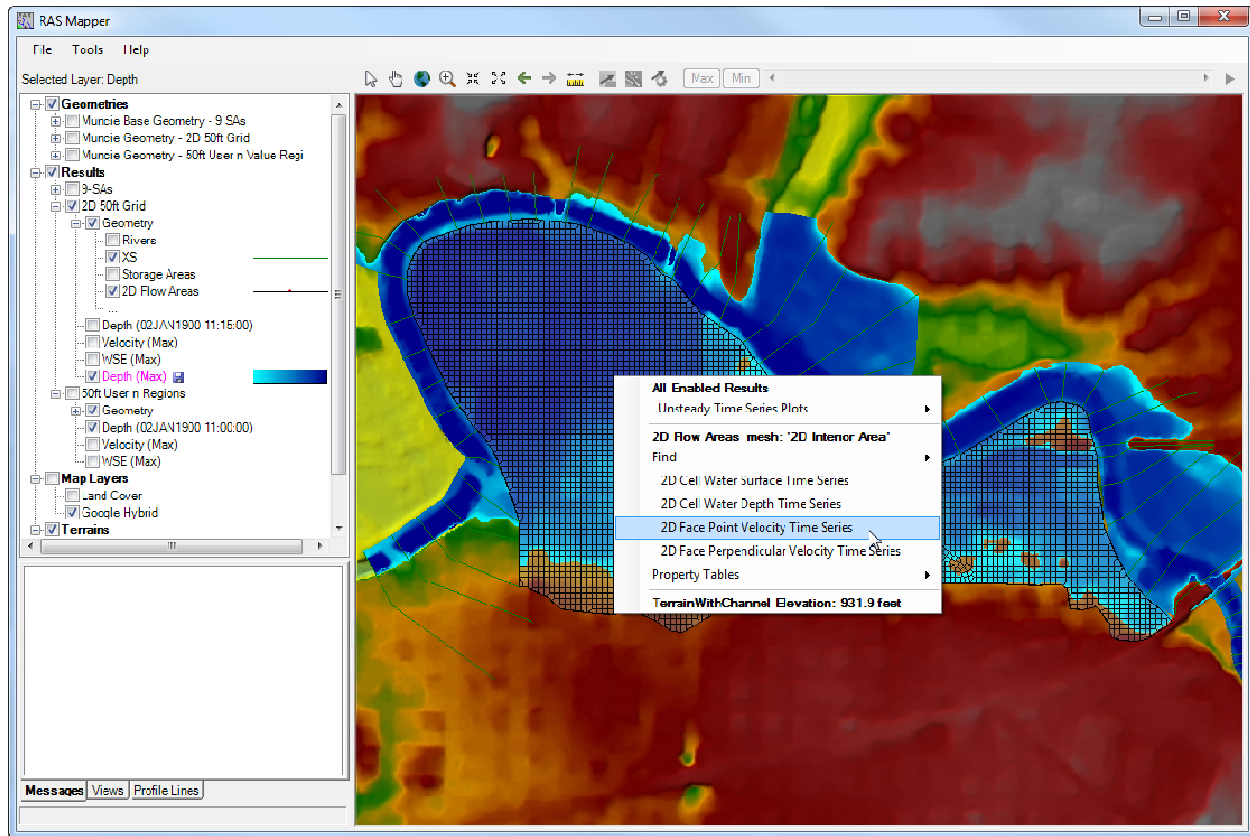 RAS Mapper
File Tools Help
Selected Layer: Depth
Max Min
Geometries
Muncie Base Geometry - 9 SAs
Muncie Geometry - 2D 50ft Grid
Muncie Geometry - 50ft User n Value Regi
Results
9-SAs
2D 50ft Grid
Geometry
Rivers
XS
Storage Areas
2D Flow Areas
...
Depth (02JAN1900 11:15:00)
Velocity (Max)
WSE (Max)
Depth (Max)
50ft User n Regions
Geometry
Depth (02JAN1900 11:00:00)
Velocity (Max)
WSE (Max)
Map Layers
Land Cover
Google Hybrid
Terrains
All Enabled Results
Unsteady Time Series Plots
2D Flow Areas mesh: '2D Interior Area"
Find
2D Cell Water Surface Time Series
2D Cell Water Depth Time Series
2D Face Point Velocity Time Series
2D Face Perpendicular Velocity Time Series
Property Tables
TerrainWithChannel Elevation: 931.9 feet
Messages Views Profile Lines